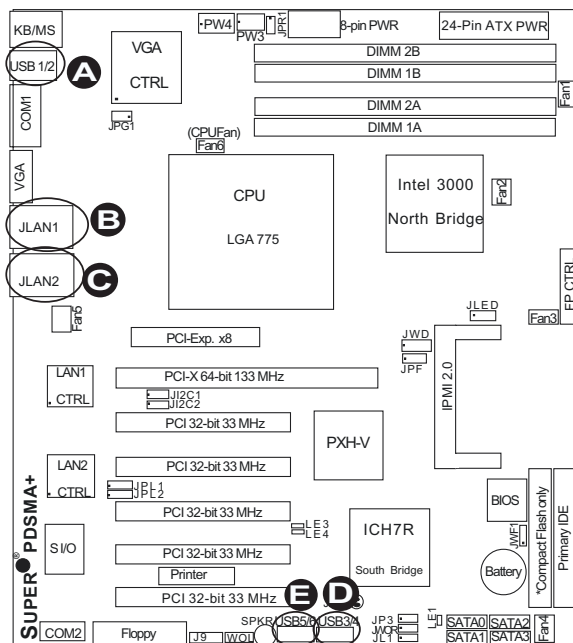 KB/MS
PW4
PW3
JPR1
8-pin PWR
24-Pin ATX PWR
USB 1/2
A
VGA
CTRL
DIMM 2B
DIMM 1B
DIMM 2A
DIMM 1A
Fan1
COM1
JPG1
(CPUFan)
Fan6
VGA
CPU
LGA 775
Intel 3000
North Bridge
Fan2
JLAN1
B
JLAN2
C
Fan5
FP CTRL
Fan3
JLED
JWD
JPF
IPMI 2.0
PCI-Exp. x8
LAN1
CTRL
PCI-X 64-bit 133 MHz
JI2C1
JI2C2
PCI 32-bit 33 MHz
PXH-V
LAN2
CTRL
PCI 32-bit 33 MHz
JPL1
JPL2
PCI 32-bit 33 MHz
LE3
LE4
BIOS
JWF1
*Compact Flash only
Primary IDE
SUPER® PDSMA+
S I/O
PCI 32-bit 33 MHz
ICH7R
South Bridge
Battery
Printer
PCI 32-bit 33 MHz
E
D
COM2
Floppy
J9
WOL
SPKR
USB5/6
USB3/4
JP3
JWOR
JL1
LE1
SATA0
SATA2
SATA1
SATA3
Fan4